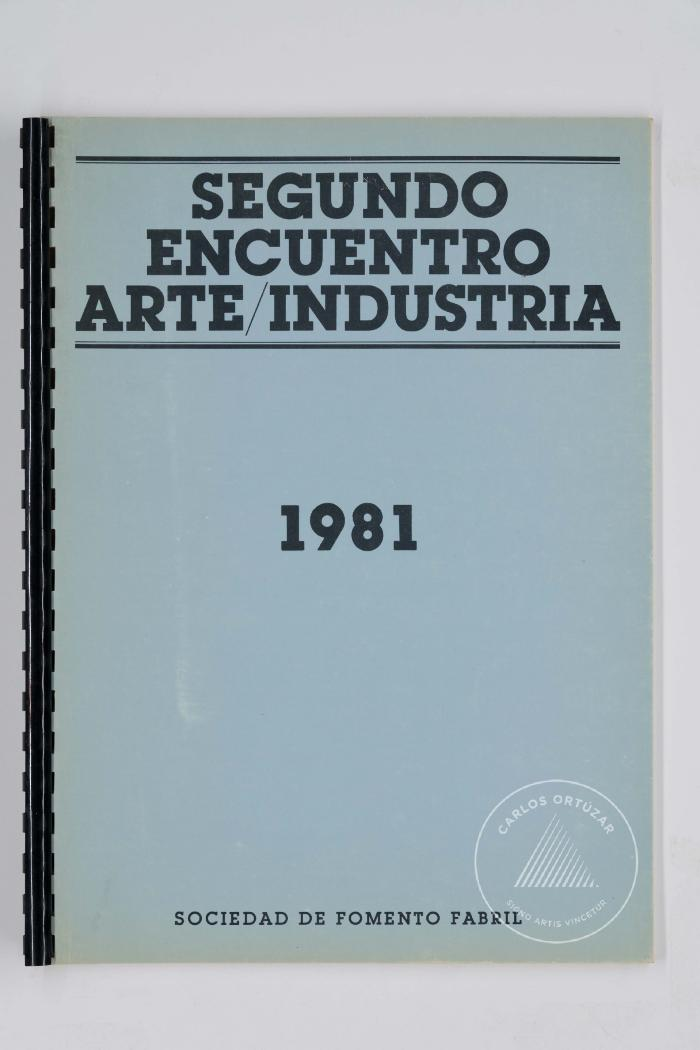 SEGUNDO
ENCUENTRO
ARTE/INDUSTRIA
1981
CARLOS ORTÚZAR
SIGNO ARTIS VINCETUR
SOCIEDAD DE FOMENTO FABRIL